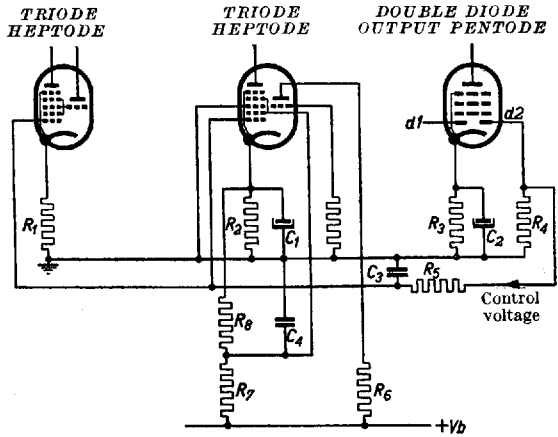 TRIODE
HEPTODE
TRIODE
HEPTODE
DOUBLE DIODE
OUTPUT PENTODE
d1
d2
R1
R2
C1
R3
C2
R4
C3
R5
Control
voltage
R8
C4
R7
R6
+Vb